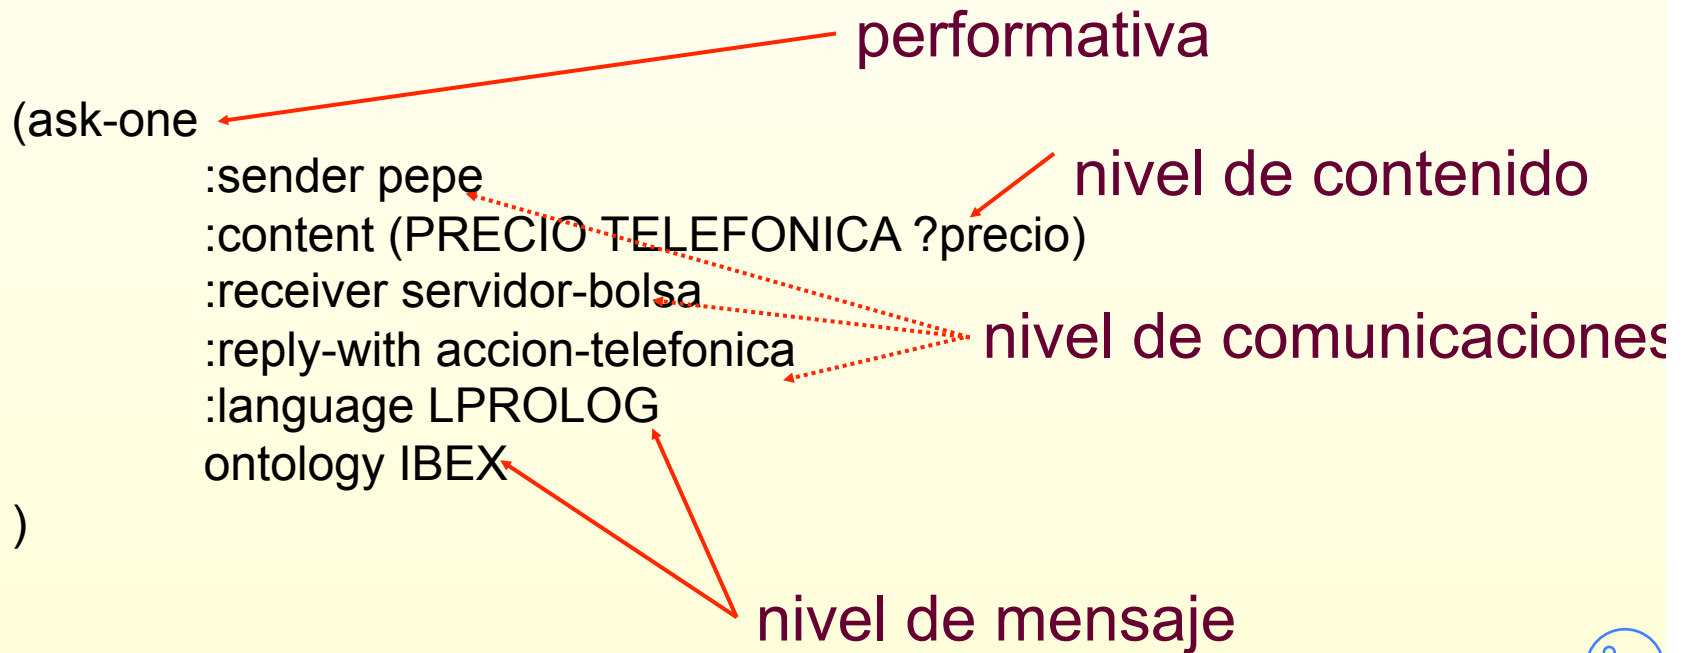 performativa
(ask-one
:sender pepe
nivel de contenido
:content (PRECIO TELEFONICA ?precio)
:receiver servidor-bolsa
nivel de comunicaciones
:reply-with accion-telefonica
:language LPROLOG
ontology IBEX
)
nivel de mensaje